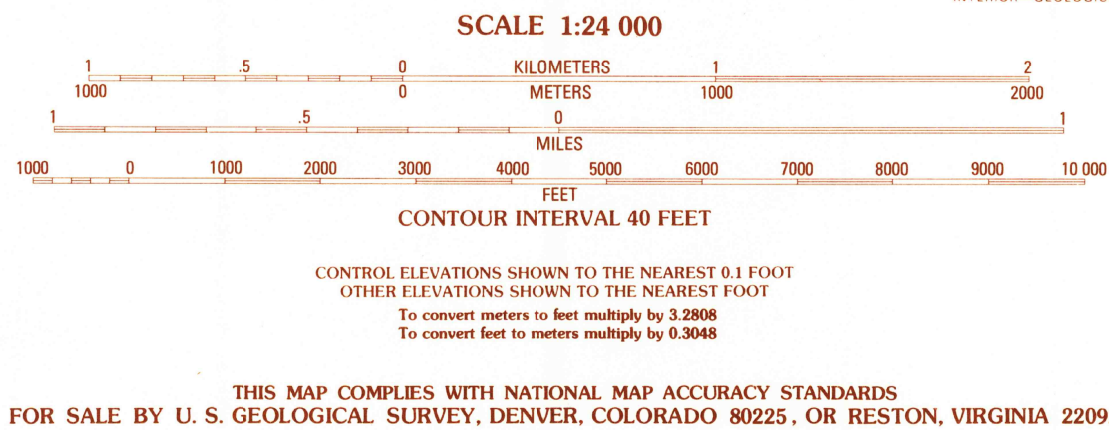 INTERIOR—GEOLOGIC
SCALE 1:24 000
1 .5 0 KILOMETERS 1 2
1000 0 METERS 1000 2000
1 .5 0 1
MILES
1000 0 1000 2000 3000 4000 5000 6000 7000 8000 9000 10 000
FEET
CONTOUR INTERVAL 40 FEET
CONTROL ELEVATIONS SHOWN TO THE NEAREST 0.1 FOOT
OTHER ELEVATIONS SHOWN TO THE NEAREST FOOT
To convert meters to feet multiply by 3.2808
To convert feet to meters multiply by 0.3048
THIS MAP COMPLIES WITH NATIONAL MAP ACCURACY STANDARDS
FOR SALE BY U. S. GEOLOGICAL SURVEY, DENVER, COLORADO 80225, OR RESTON, VIRGINIA 2209